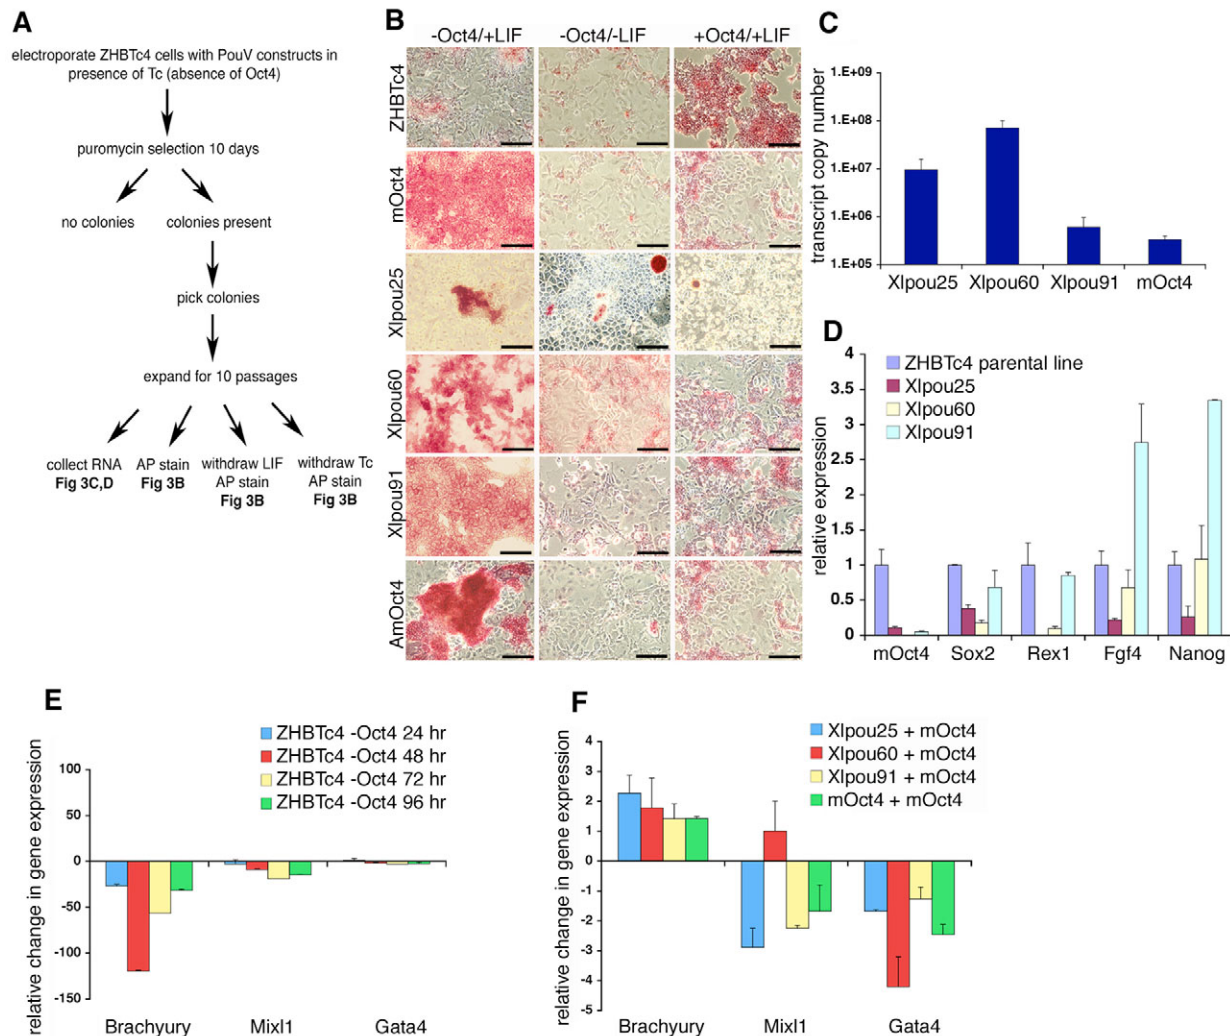 A
electroporate ZHBTc4 cells with PouV constructs in
presence of Tc (absence of Oct4)
puromycin selection 10 days
no colonies
colonies present
pick colonies
expand for 10 passages
collect RNA
Fig 3C,D
AP stain
Fig 3B
withdraw LIF
AP stain
Fig 3B
withdraw Tc
AP stain
Fig 3B
B
-Oct4/+LIF
-Oct4/-LIF
+Oct4/+LIF
ZHBTc4
mOct4
Xlpou25
Xlpou60
Xlpou91
AmOct4
C
transcript copy number
1.E+09
1.E+08
1.E+07
1.E+06
1.E+05
Xlpou25
Xlpou60
Xlpou91
mOct4
D
relative expression
4
3.5
3
2.5
2
1.5
1
0.5
0
ZHBTc4 parental line
Xlpou25
Xlpou60
Xlpou91
mOct4
Sox2
Rex1
Fgf4
Nanog
E
relative change in gene expression
100
50
0
-50
-100
-150
ZHBTc4 -Oct4 24 hr
ZHBTc4 -Oct4 48 hr
ZHBTc4 -Oct4 72 hr
ZHBTc4 -Oct4 96 hr
Brachyury
Mixl1
Gata4
F
relative change in gene expression
4
3
2
1
0
-1
-2
-3
-4
-5
Xlpou25 + mOct4
Xlpou60 + mOct4
Xlpou91 + mOct4
mOct4 + mOct4
Brachyury
Mixl1
Gata4